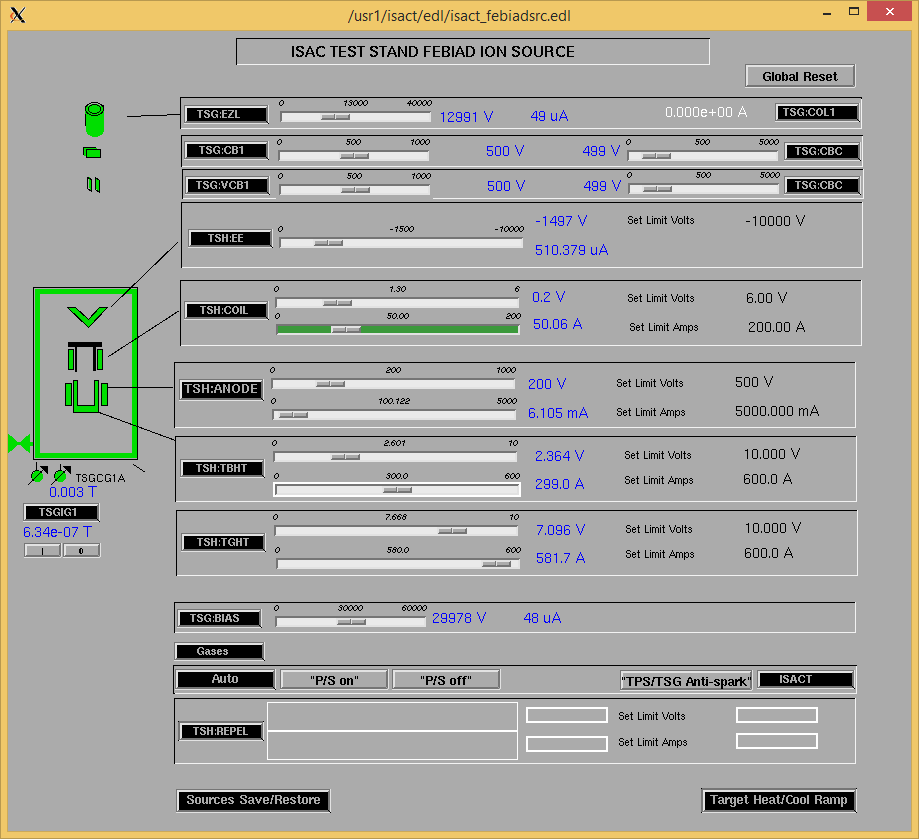 /usr1/isact/edl/isact_febiadsrc.edl
ISAC TEST STAND FEBIAD ION SOURCE
Global Reset
TSG:EZL 0 13000 40000 12991 V 49 uA 0.000e+00 A TSG:COL1
TSG:CB1 0 500 1000 500 V 499 V 0 500 5000 TSG:CBC
TSG:VCB1 0 500 1000 500 V 499 V 0 500 5000 TSG:CBC
TSH:EE 0 -1500 -10000 -1497 V Set Limit Volts -10000 V
510.379 uA
TSH:COIL 0 1.30 6 0.2 V Set Limit Volts 6.00 V
0 50.00 200 50.06 A Set Limit Amps 200.00 A
TSH:ANODE 0 200 1000 200 V Set Limit Volts 500 V
0 100.122 5000 6.105 mA Set Limit Amps 5000.000 mA
TSH:TBHT 0 2.601 10 2.364 V Set Limit Volts 10.000 V
0 300.0 600 299.0 A Set Limit Amps 600.0 A
TSGCG1A
0.003 T
TSGIG1
6.34e-07 T
I 0
TSH:TGHT 0 7.668 10 7.096 V Set Limit Volts 10.000 V
0 580.0 600 581.7 A Set Limit Amps 600.0 A
TSG:BIAS 0 30000 60000 29978 V 48 uA
Gases
Auto "P/S on" "P/S off" "TPS/TSG Anti-spark" ISACT
TSH:REPEL Set Limit Volts
Set Limit Amps
Sources Save/Restore Target Heat/Cool Ramp